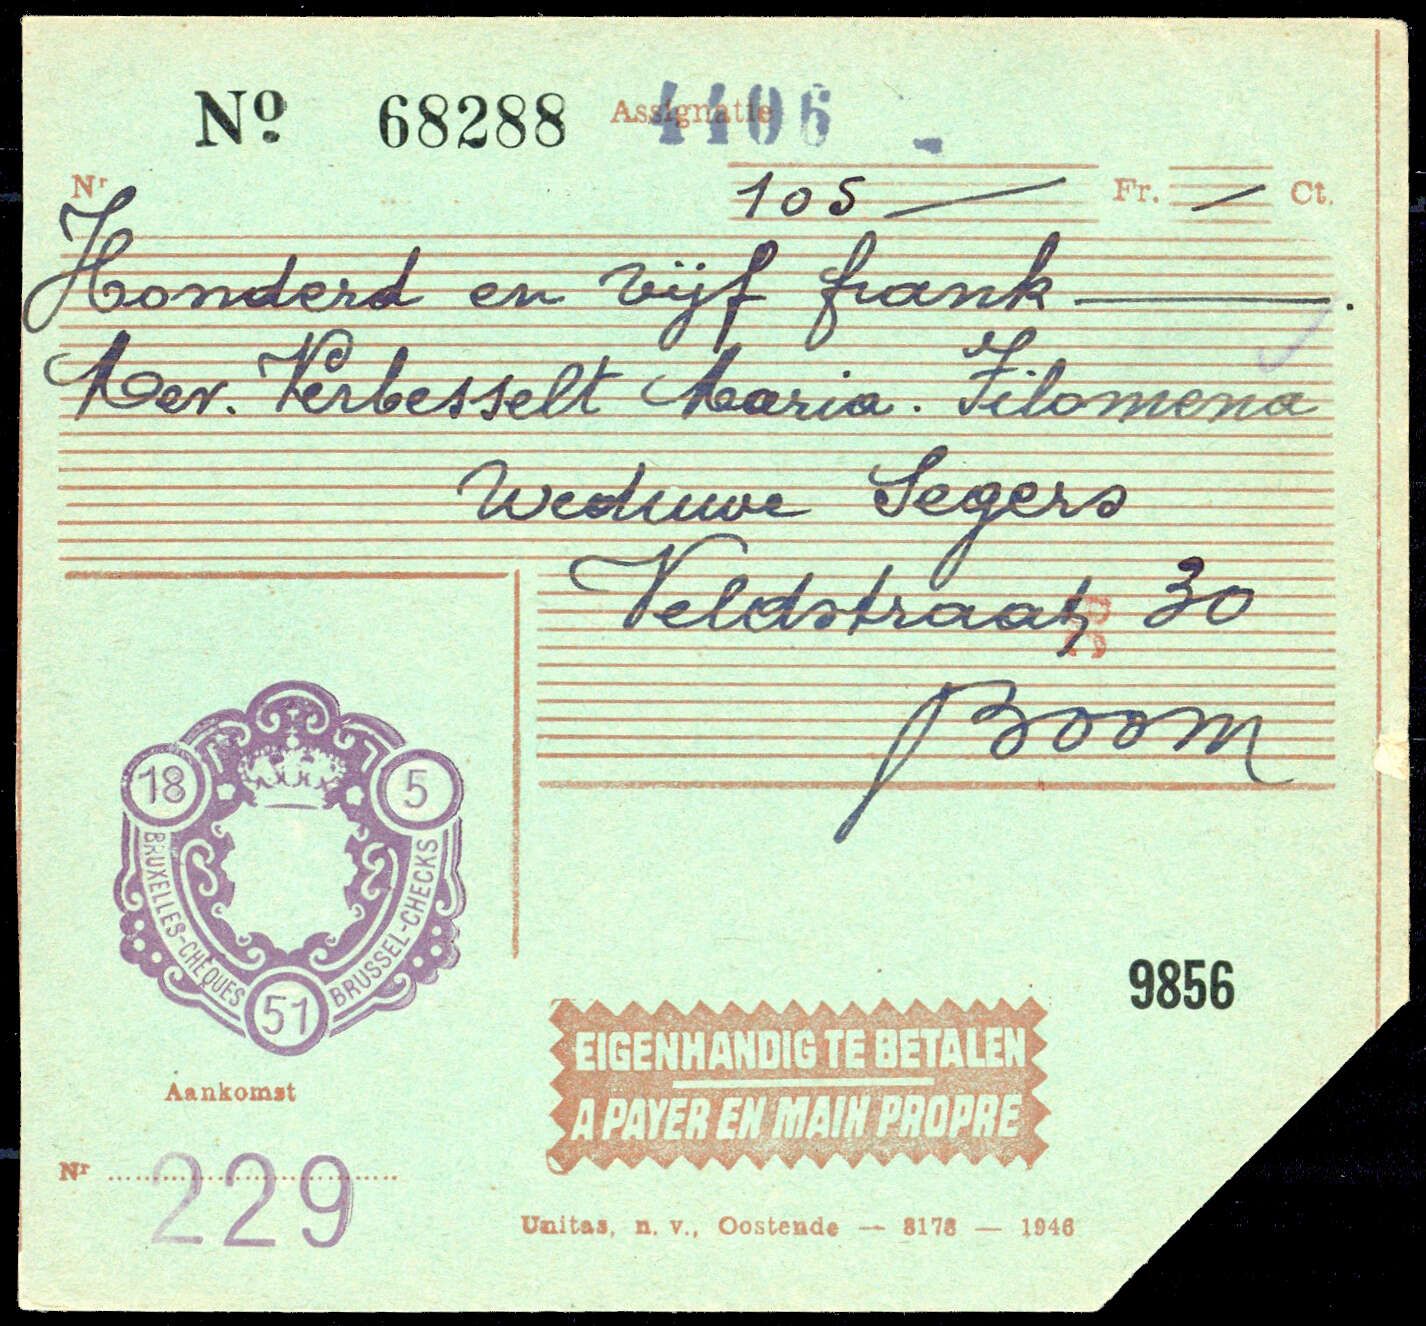 Nº 68288 Assignatie 4406 -
Nr 105 — Fr. — Ct.
Honderd en vijf frank —.
Mev. Verbesselt Maria. Filomena
Weduwe Segers
Veldstraat, 30
Boom
18 5
BRUXELLES-CHÈQUES BRUSSEL-CHECKS
51
9856
EIGENHANDIG TE BETALEN
A PAYER EN MAIN PROPRE
Aankomst
Nr 229
Unitas, n. v., Oostende — 8178 — 1946